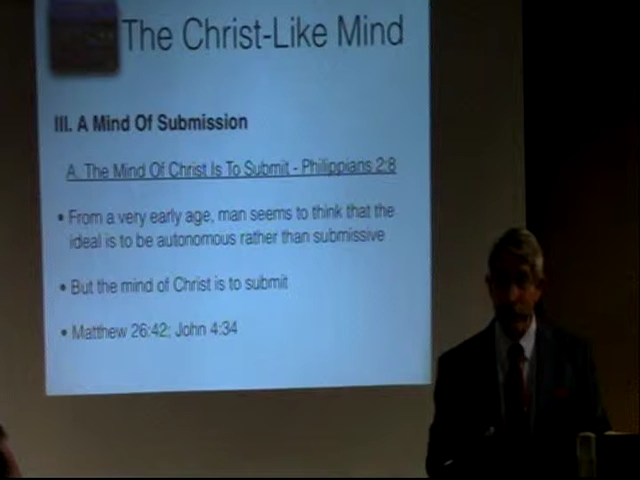 The Christ-Like Mind
III. A Mind Of Submission
A. The Mind Of Christ Is To Submit - Philippians 2:8
• From a very early age, man seems to think that the
ideal is to be autonomous rather than submissive
• But the mind of Christ is to submit
• Matthew 26:42; John 4:34